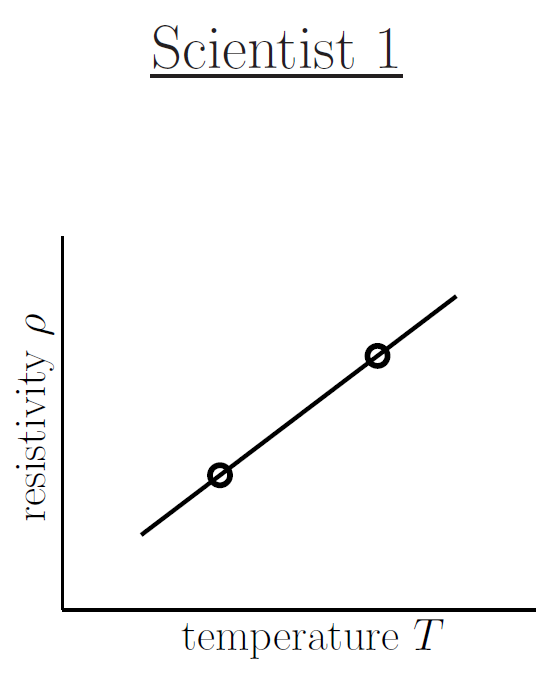 Scientist 1
resistivity ρ
temperature T